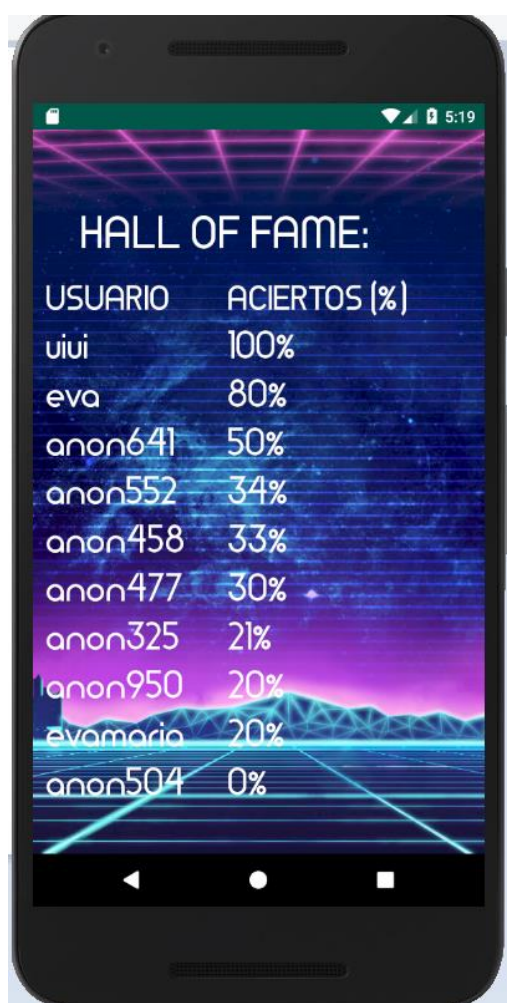 5:19
HALL OF FAME:
USUARIO ACIERTOS (%)
uiui 100%
eva 80%
anon641 50%
anon552 34%
anon458 33%
anon477 30%
anon325 21%
anon950 20%
evamaria 20%
anon504 0%